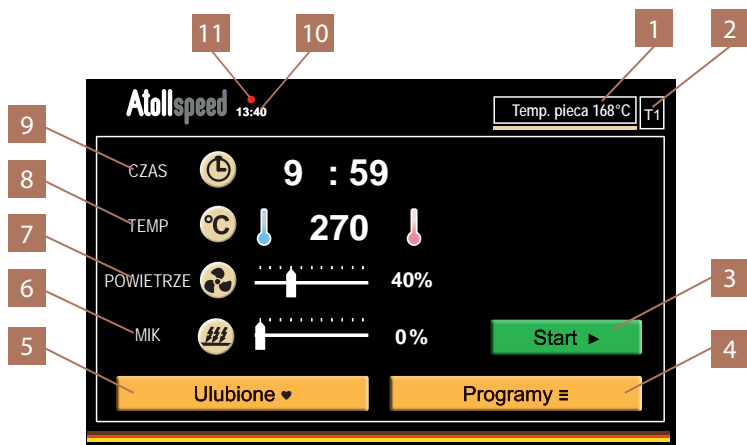 11 10 1 2
Atollspeed 13:40 Temp. pieca 168°C T1
9 CZAS 9 : 59
8 TEMP °C 270
7 POWIETRZE 40%
6 MIK 0%
3 Start ►
5 Ulubione ♥ Programy ≡ 4